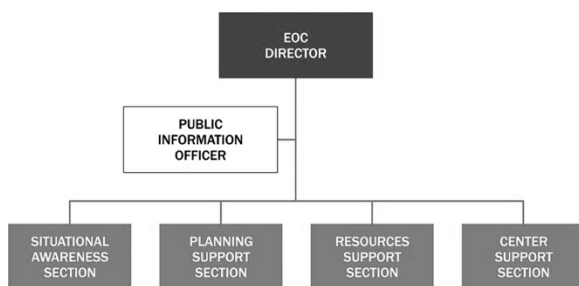 EOC
DIRECTOR
PUBLIC
INFORMATION
OFFICER
SITUATIONAL
AWARENESS
SECTION
PLANNING
SUPPORT
SECTION
RESOURCES
SUPPORT
SECTION
CENTER
SUPPORT
SECTION